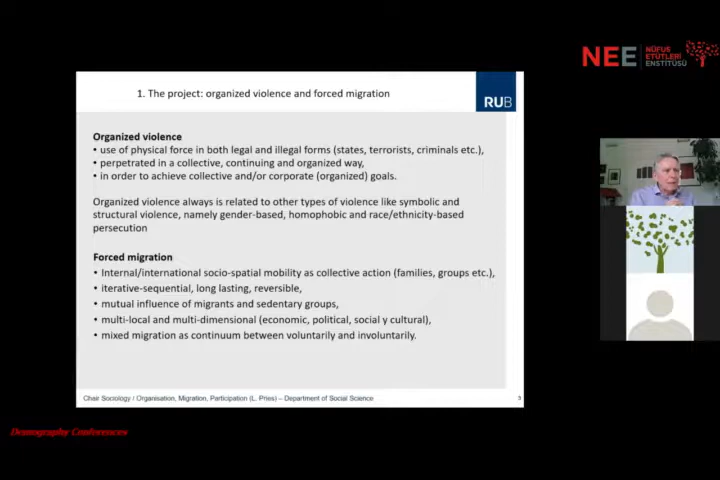 NEE
NÜFUS
ETÜTLERİ
ENSTİTÜSÜ
1. The project: organized violence and forced migration
RUB
Organized violence
• use of physical force in both legal and illegal forms (states, terrorists, criminals etc.),
• perpetrated in a collective, continuing and organized way,
• in order to achieve collective and/or corporate (organized) goals.
Organized violence always is related to other types of violence like symbolic and
structural violence, namely gender-based, homophobic and race/ethnicity-based
persecution
Forced migration
• Internal/international socio-spatial mobility as collective action (families, groups etc.),
• iterative-sequential, long lasting, reversible,
• mutual influence of migrants and sedentary groups,
• multi-local and multi-dimensional (economic, political, social y cultural),
• mixed migration as continuum between voluntarily and involuntarily.
Chair Sociology / Organisation, Migration, Participation (L. Pries) – Department of Social Science
3
Demography Conferences